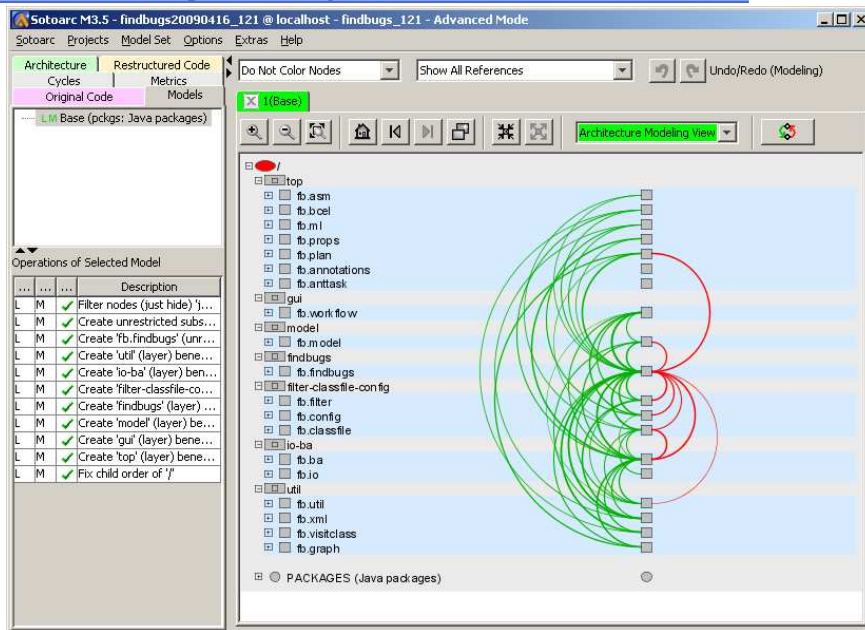 Sotoarc M3.5 - findbugs20090416_121 @ localhost - findbugs_121 - Advanced Mode
Sotoarc Projects Model Set Options Extras Help
Architecture Restructured Code
Cycles Metrics
Original Code Models
Do Not Color Nodes Show All References Undo/Redo (Modeling)
1(Base)
LM Base (pckgs: Java packages)
Architecture Modeling View
/
top
fb.asm
fb.bcel
fb.ml
fb.props
fb.plan
fb.annotations
fb.anttask
gui
fb.workflow
model
fb.model
findbugs
fb.findbugs
filter-classfile-config
fb.filter
fb.config
fb.classfile
io-ba
fb.ba
fb.io
util
fb.util
fb.xml
fb.visitclass
fb.graph
PACKAGES (Java packages)
Operations of Selected Model
... ... ... Description
L M Filter nodes (just hide) 'j...
L M Create unrestricted subs...
L M Create 'fb.findbugs' (unr...
L M Create 'util' (layer) bene...
L M Create 'io-ba' (layer) ben...
L M Create 'filter-classfile-co...
L M Create 'findbugs' (layer) ...
L M Create 'model' (layer) be...
L M Create 'gui' (layer) bene...
L M Create 'top' (layer) bene...
L M Fix child order of '/'